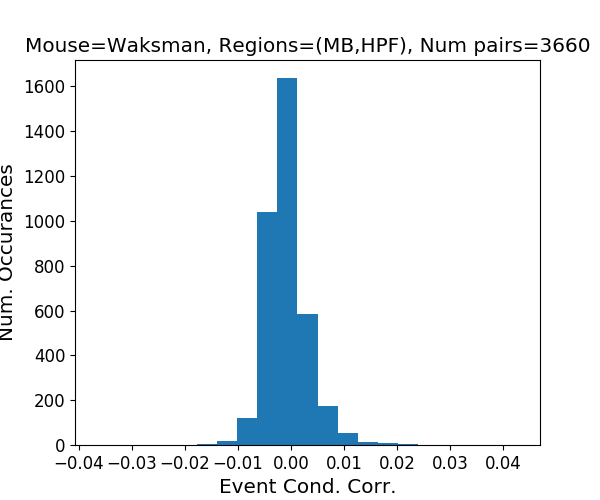 Mouse=Waksman, Regions=(MB,HPF), Num pairs=3660
Num. Occurances
1600
1400
1200
1000
800
600
400
200
0
−0.04 −0.03 −0.02 −0.01 0.00 0.01 0.02 0.03 0.04
Event Cond. Corr.